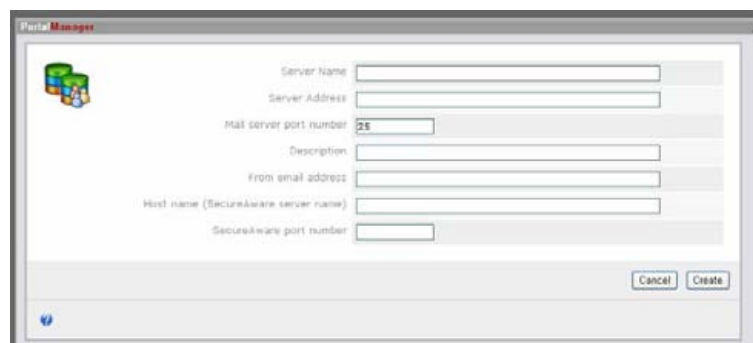 PortalManager
Server Name
Server Address
Mail server port number 25
Description
From email address
Host name (SecureAware server name)
SecureAware port number
Cancel Create